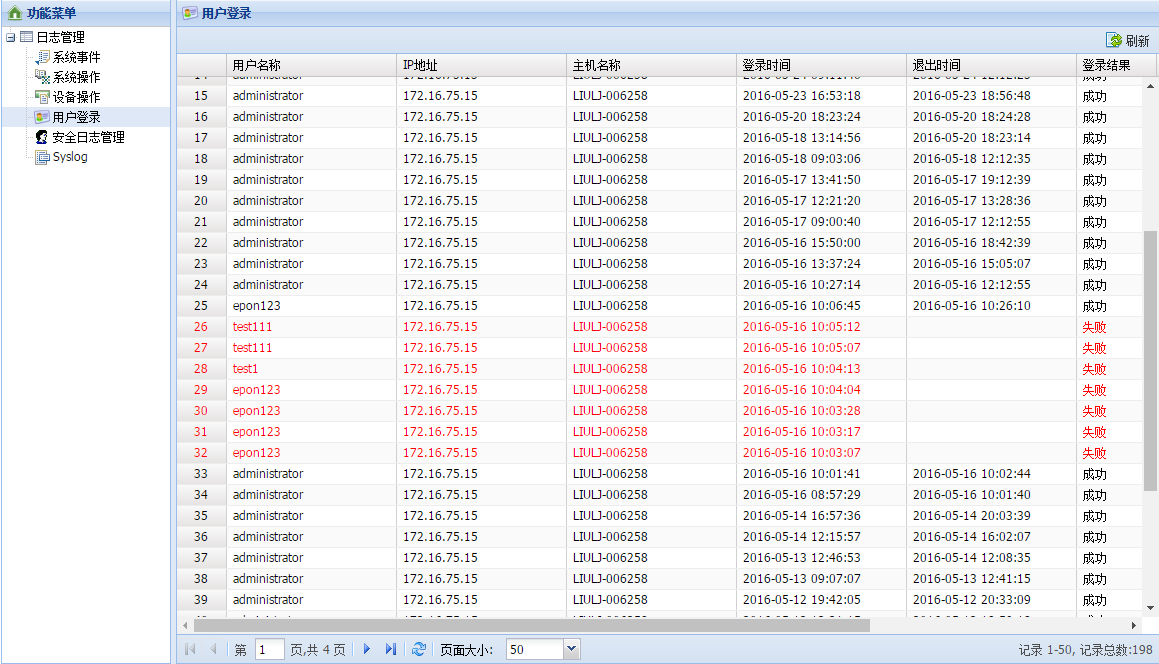 功能菜单
日志管理
系统事件
系统操作
设备操作
用户登录
安全日志管理
Syslog
用户登录
刷新
用户名称 IP地址 主机名称 登录时间 退出时间 登录结果
15 administrator 172.16.75.15 LIULJ-006258 2016-05-23 16:53:18 2016-05-23 18:56:48 成功
16 administrator 172.16.75.15 LIULJ-006258 2016-05-20 18:23:24 2016-05-20 18:24:28 成功
17 administrator 172.16.75.15 LIULJ-006258 2016-05-18 13:14:56 2016-05-20 18:23:14 成功
18 administrator 172.16.75.15 LIULJ-006258 2016-05-18 09:03:06 2016-05-18 12:12:35 成功
19 administrator 172.16.75.15 LIULJ-006258 2016-05-17 13:41:50 2016-05-17 19:12:39 成功
20 administrator 172.16.75.15 LIULJ-006258 2016-05-17 12:21:20 2016-05-17 13:28:36 成功
21 administrator 172.16.75.15 LIULJ-006258 2016-05-17 09:00:40 2016-05-17 12:12:55 成功
22 administrator 172.16.75.15 LIULJ-006258 2016-05-16 15:50:00 2016-05-16 18:42:39 成功
23 administrator 172.16.75.15 LIULJ-006258 2016-05-16 13:37:24 2016-05-16 15:05:07 成功
24 administrator 172.16.75.15 LIULJ-006258 2016-05-16 10:27:14 2016-05-16 12:12:55 成功
25 epon123 172.16.75.15 LIULJ-006258 2016-05-16 10:06:45 2016-05-16 10:26:10 成功
26 test111 172.16.75.15 LIULJ-006258 2016-05-16 10:05:12 失败
27 test111 172.16.75.15 LIULJ-006258 2016-05-16 10:05:07 失败
28 test1 172.16.75.15 LIULJ-006258 2016-05-16 10:04:13 失败
29 epon123 172.16.75.15 LIULJ-006258 2016-05-16 10:04:04 失败
30 epon123 172.16.75.15 LIULJ-006258 2016-05-16 10:03:28 失败
31 epon123 172.16.75.15 LIULJ-006258 2016-05-16 10:03:17 失败
32 epon123 172.16.75.15 LIULJ-006258 2016-05-16 10:03:07 失败
33 administrator 172.16.75.15 LIULJ-006258 2016-05-16 10:01:41 2016-05-16 10:02:44 成功
34 administrator 172.16.75.15 LIULJ-006258 2016-05-16 08:57:29 2016-05-16 10:01:40 成功
35 administrator 172.16.75.15 LIULJ-006258 2016-05-14 16:57:36 2016-05-14 20:03:39 成功
36 administrator 172.16.75.15 LIULJ-006258 2016-05-14 12:15:57 2016-05-14 16:02:07 成功
37 administrator 172.16.75.15 LIULJ-006258 2016-05-13 12:46:53 2016-05-14 12:08:35 成功
38 administrator 172.16.75.15 LIULJ-006258 2016-05-13 09:07:07 2016-05-13 12:41:15 成功
39 administrator 172.16.75.15 LIULJ-006258 2016-05-12 19:42:05 2016-05-12 20:33:09 成功
第 1 页,共 4 页 页面大小: 50 记录 1-50, 记录总数:198